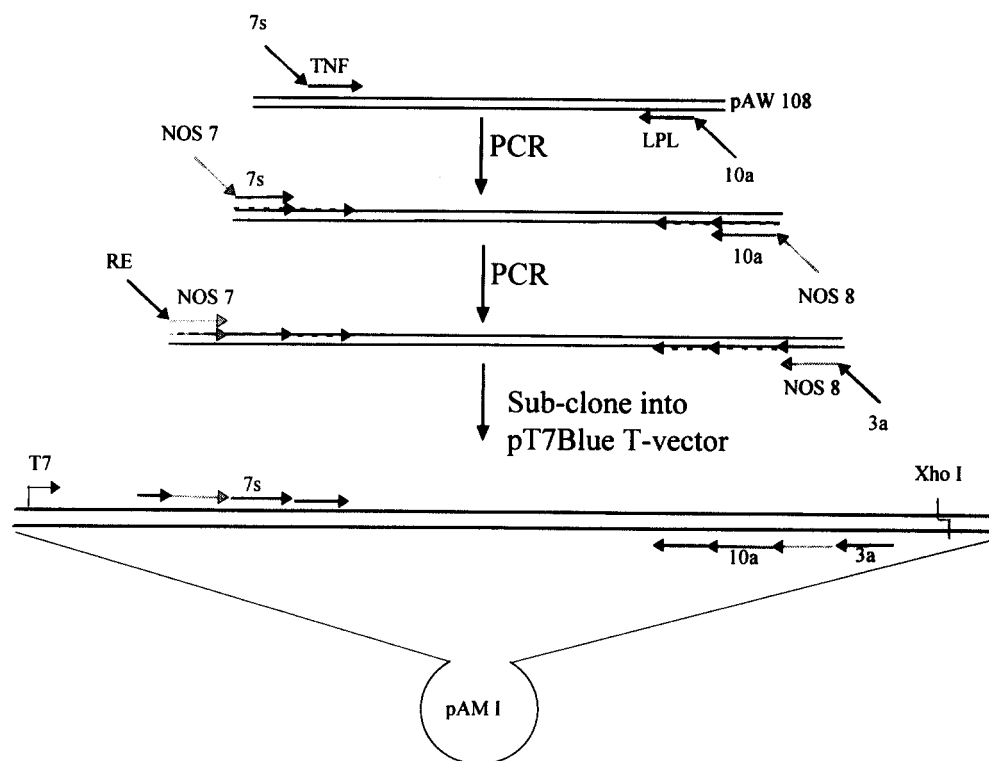 7s
TNF
pAW 108
LPL
10a
PCR
NOS 7
7s
10a
NOS 8
PCR
RE
NOS 7
NOS 8
3a
Sub-clone into
pT7Blue T-vector
T7
7s
Xho I
10a
3a
pAM I